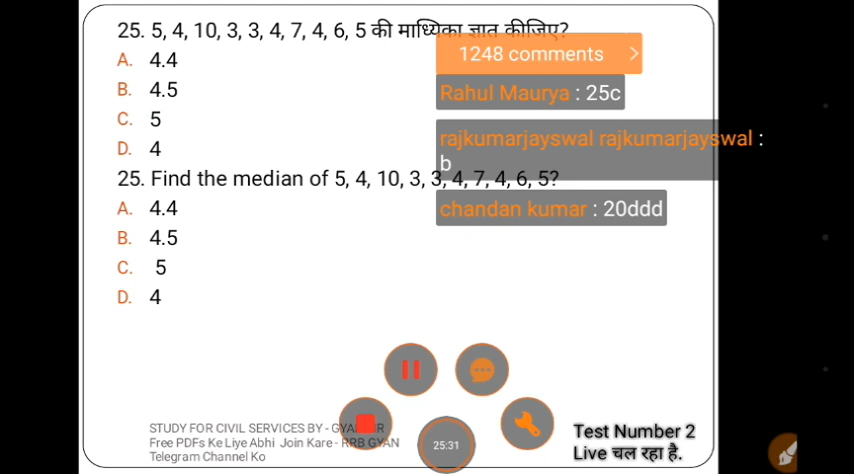 25. 5, 4, 10, 3, 3, 4, 7, 4, 6, 5 की माध्यिका ज्ञात कीजिए?
A. 4.4
B. 4.5
C. 5
D. 4
1248 comments >
Rahul Maurya : 25c
rajkumarjayswal rajkumarjayswal :
b
25. Find the median of 5, 4, 10, 3, 3, 4, 7, 4, 6, 5?
chandan kumar : 20ddd
A. 4.4
B. 4.5
C. 5
D. 4
STUDY FOR CIVIL SERVICES BY -
Free PDFs Ke Liye Abhi Join Kare - RRB GYAN
Telegram Channel Ko
25:31
Test Number 2
Live चल रहा है.